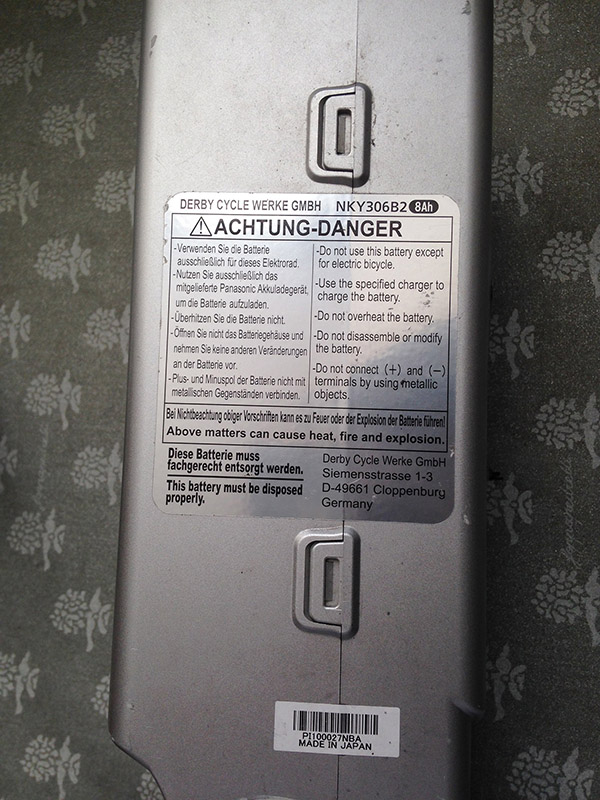 DERBY CYCLE WERKE GMBH NKY306B2 8Ah
ACHTUNG-DANGER
-Verwenden Sie die Batterie
ausschließlich für dieses Elektrorad.
-Nutzen Sie ausschließlich das
mitgelieferte Panasonic Akkuladegerät,
um die Batterie aufzuladen.
-Überhitzen Sie die Batterie nicht.
-Öffnen Sie nicht das Batteriegehäuse und
nehmen Sie keine anderen Veränderungen
an der Batterie vor.
-Plus- und Minuspol der Batterie nicht mit
metallischen Gegenständen verbinden.
-Do not use this battery except
for electric bicycle.
-Use the specified charger to
charge the battery.
-Do not overheat the battery.
-Do not disassemble or modify
the battery.
-Do not connect (+) and (-)
terminals by using metallic
objects.
Bei Nichtbeachtung obiger Vorschriften kann es zu Feuer oder der Explosion der Batterie führen!
Above matters can cause heat, fire and explosion.
Diese Batterie muss
fachgerecht entsorgt werden.
This battery must be disposed
properly.
Derby Cycle Werke GmbH
Siemensstrasse 1-3
D-49661 Cloppenburg
Germany
PI100027NBA
MADE IN JAPAN